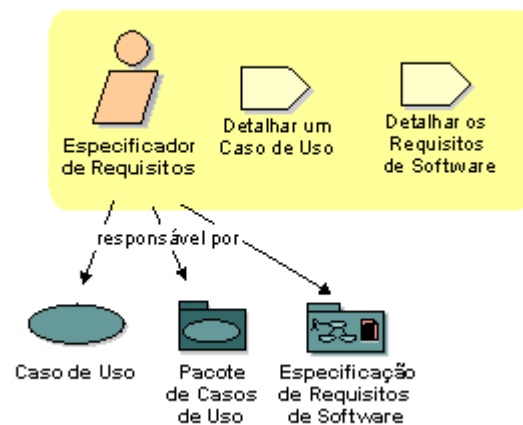 Especificador
de Requisitos
Detalhar um
Caso de Uso
Detalhar os
Requisitos
de Software
responsável por
Caso de Uso
Pacote
de Casos
de Uso
Especificação
de Requisitos
de Software